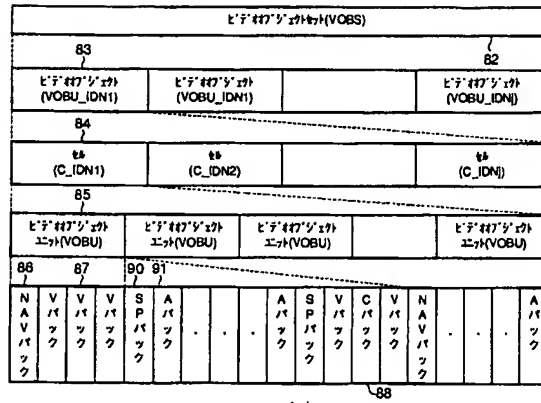 ビデオオブジェクトセット(VOBS)
83
82
ビデオオブジェクト ビデオオブジェクト ビデオオブジェクト
(VOBU_IDN1) (VOBU_IDN1) (VOBU_IDNj)
84
セル セル セル
(C_IDN1) (C_IDN2) (C_IDNj)
85
ビデオオブジェクト ビデオオブジェクト ビデオオブジェクト ビデオオブジェクト
ユニット(VOBU) ユニット(VOBU) ユニット(VOBU) ユニット(VOBU)
86 87 90 91
NAVパック Vパック Vパック Vパック SPパック Aパック . . . Aパック SPパック Vパック Cパック Vパック NAVパック . . . Aパック
88